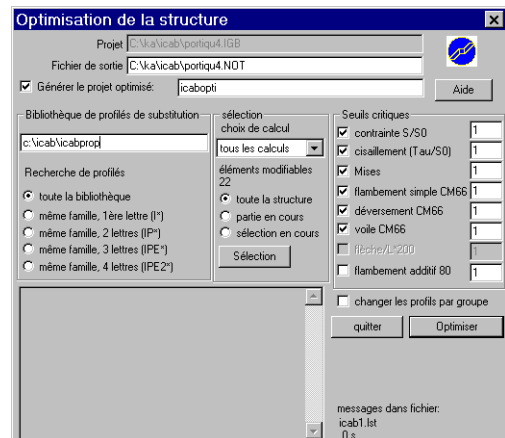 Optimisation de la structure
Projet C:\ka\icab\portiqu4.IGB
Fichier de sortie C:\ka\icab\portiqu4.NOT
Générer le projet optimisé: icabopti
Aide
Bibliothèque de profilés de substitution
c:\icab\icabprop
Recherche de profilés
toute la bibliothèque
même famille, 1ère lettre (I*)
même famille, 2 lettres (IP*)
même famille, 3 lettres (IPE*)
même famille, 4 lettres (IPE2*)
sélection
choix de calcul
tous les calculs
éléments modifiables
22
toute la structure
partie en cours
sélection en cours
Sélection
Seuils critiques
contrainte S/S0 1
cisaillement (Tau/S0) 1
Mises 1
flambement simple CM66 1
déversement CM66 1
voile CM66 1
flèche/L*200 1
flambement additif 80 1
changer les profils par groupe
quitter Optimiser
messages dans fichier:
icab1.lst
0 s